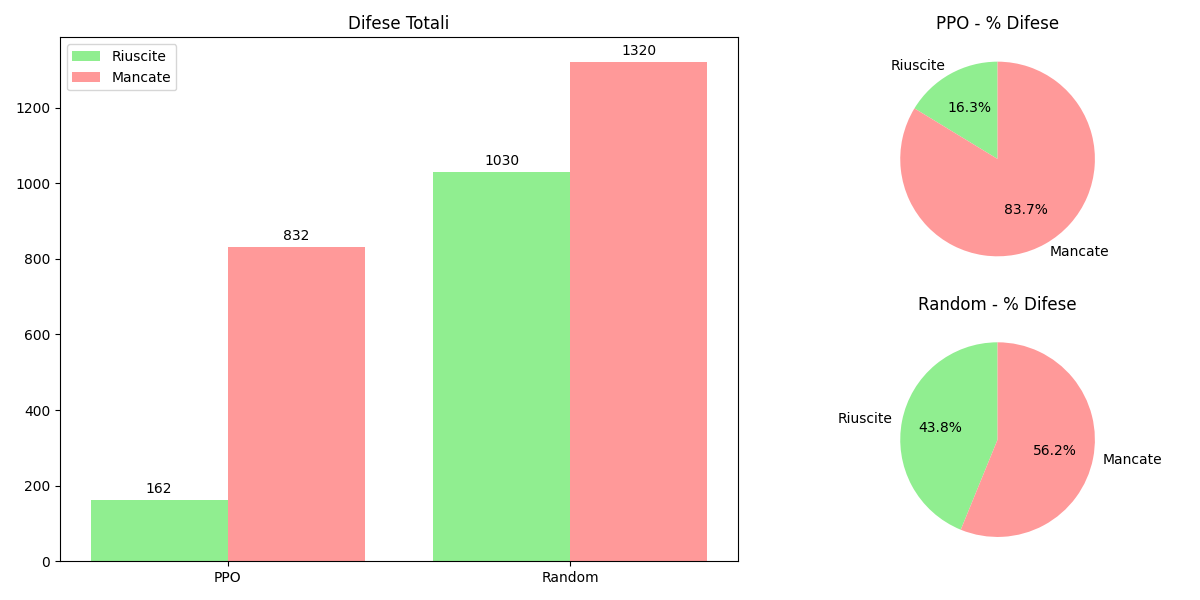 Difese Totali
Riuscite
Mancate
1320
1030
832
162
1200
1000
800
600
400
200
0
PPO
Random
PPO - % Difese
Riuscite
16.3%
83.7%
Mancate
Random - % Difese
Riuscite
43.8%
56.2%
Mancate